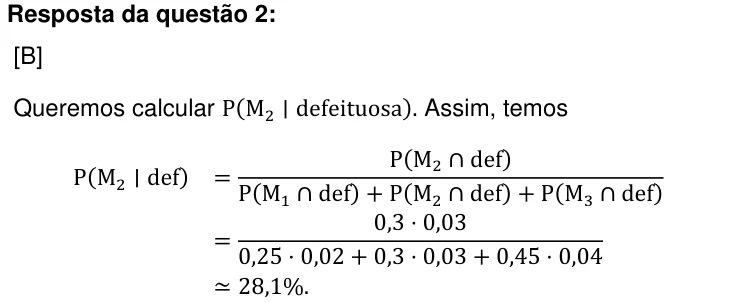 Resposta da questão 2:
[B]
Queremos calcular P(M₂ | defeituosa). Assim, temos
P(M₂ | def) = P(M₂ ∩ def) / P(M₁ ∩ def) + P(M₂ ∩ def) + P(M₃ ∩ def)
= 0,3 · 0,03 / 0,25 · 0,02 + 0,3 · 0,03 + 0,45 · 0,04
≃ 28,1%.